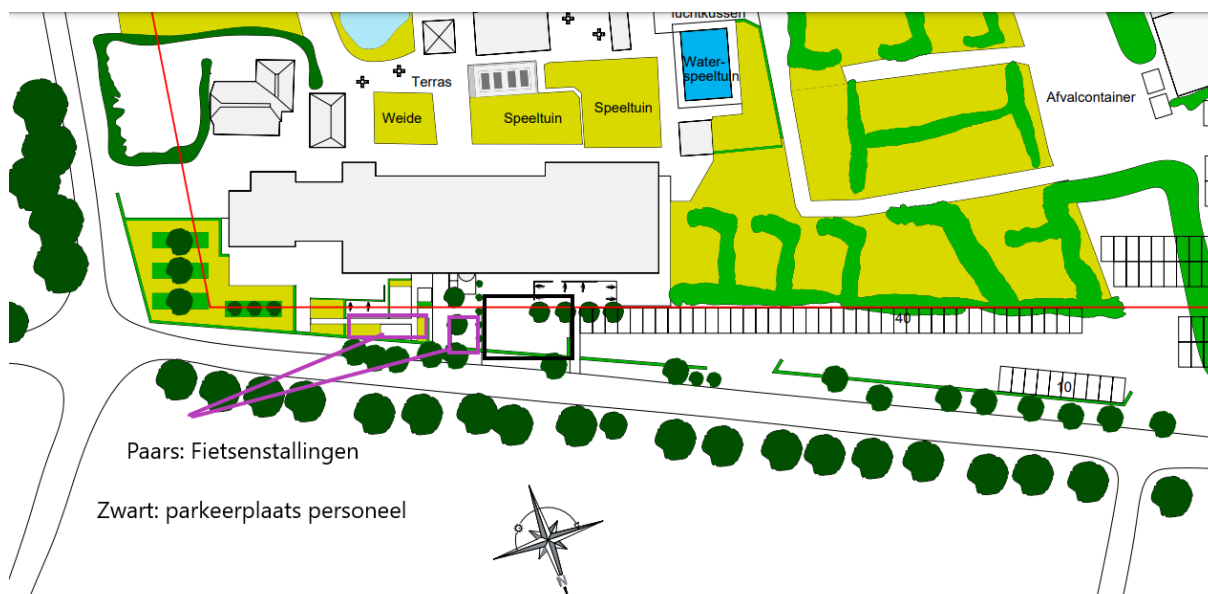 luchtkussen
Water-
speeltuin
Terras
Afvalcontainer
Weide
Speeltuin
Speeltuin
40
10
Paars: Fietsenstallingen
Zwart: parkeerplaats personeel
N